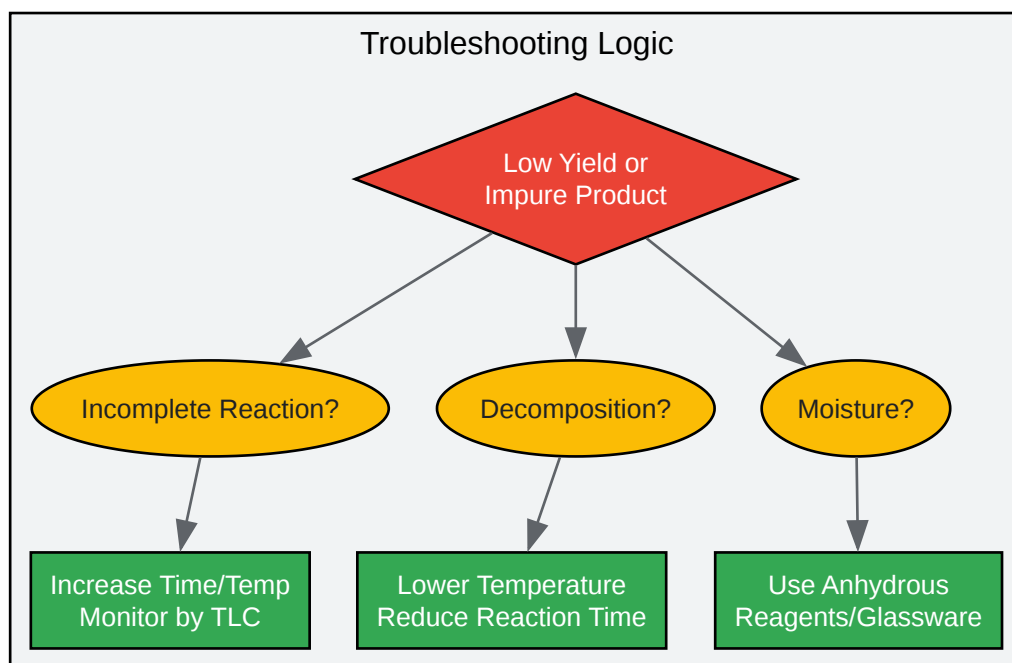 Troubleshooting Logic
Low Yield or
Impure Product
Incomplete Reaction?
Decomposition?
Moisture?
Increase Time/Temp
Monitor by TLC
Lower Temperature
Reduce Reaction Time
Use Anhydrous
Reagents/Glassware